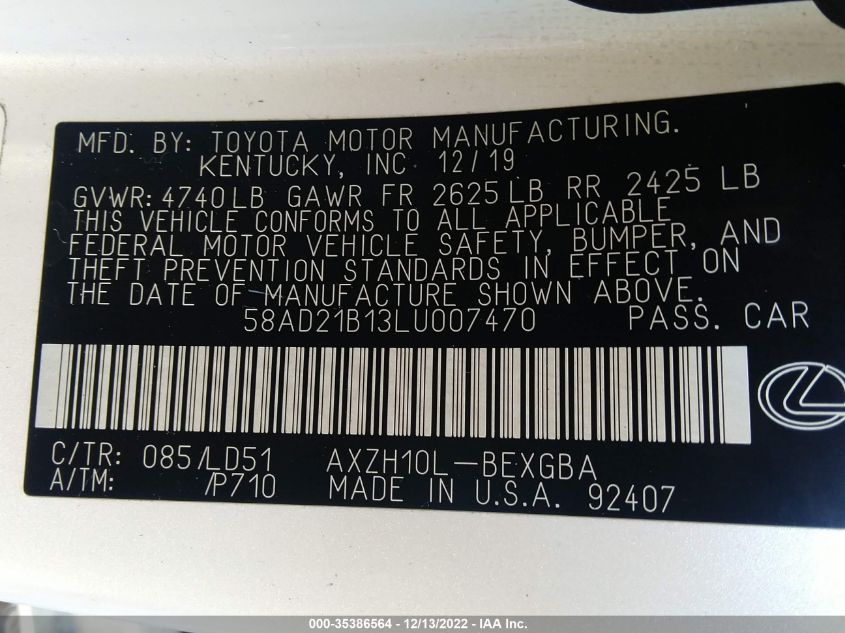 MFD. BY: TOYOTA MOTOR MANUFACTURING.
KENTUCKY, INC 12/19
GVWR: 4740LB GAWR FR 2625LB RR 2425 LB
THIS VEHICLE CONFORMS TO ALL APPLICABLE
FEDERAL MOTOR VEHICLE SAFETY, BUMPER, AND
THEFT PREVENTION STANDARDS IN EFFECT ON
THE DATE OF MANUFACTURE SHOWN ABOVE.
58AD21B13LU007470 PASS. CAR
C/TR: 085/LD51 AXZH10L-BEXGBA
A/TM: /P710 MADE IN U.S.A. 92407
000-35386564 - 12/13/2022 - IAA Inc.